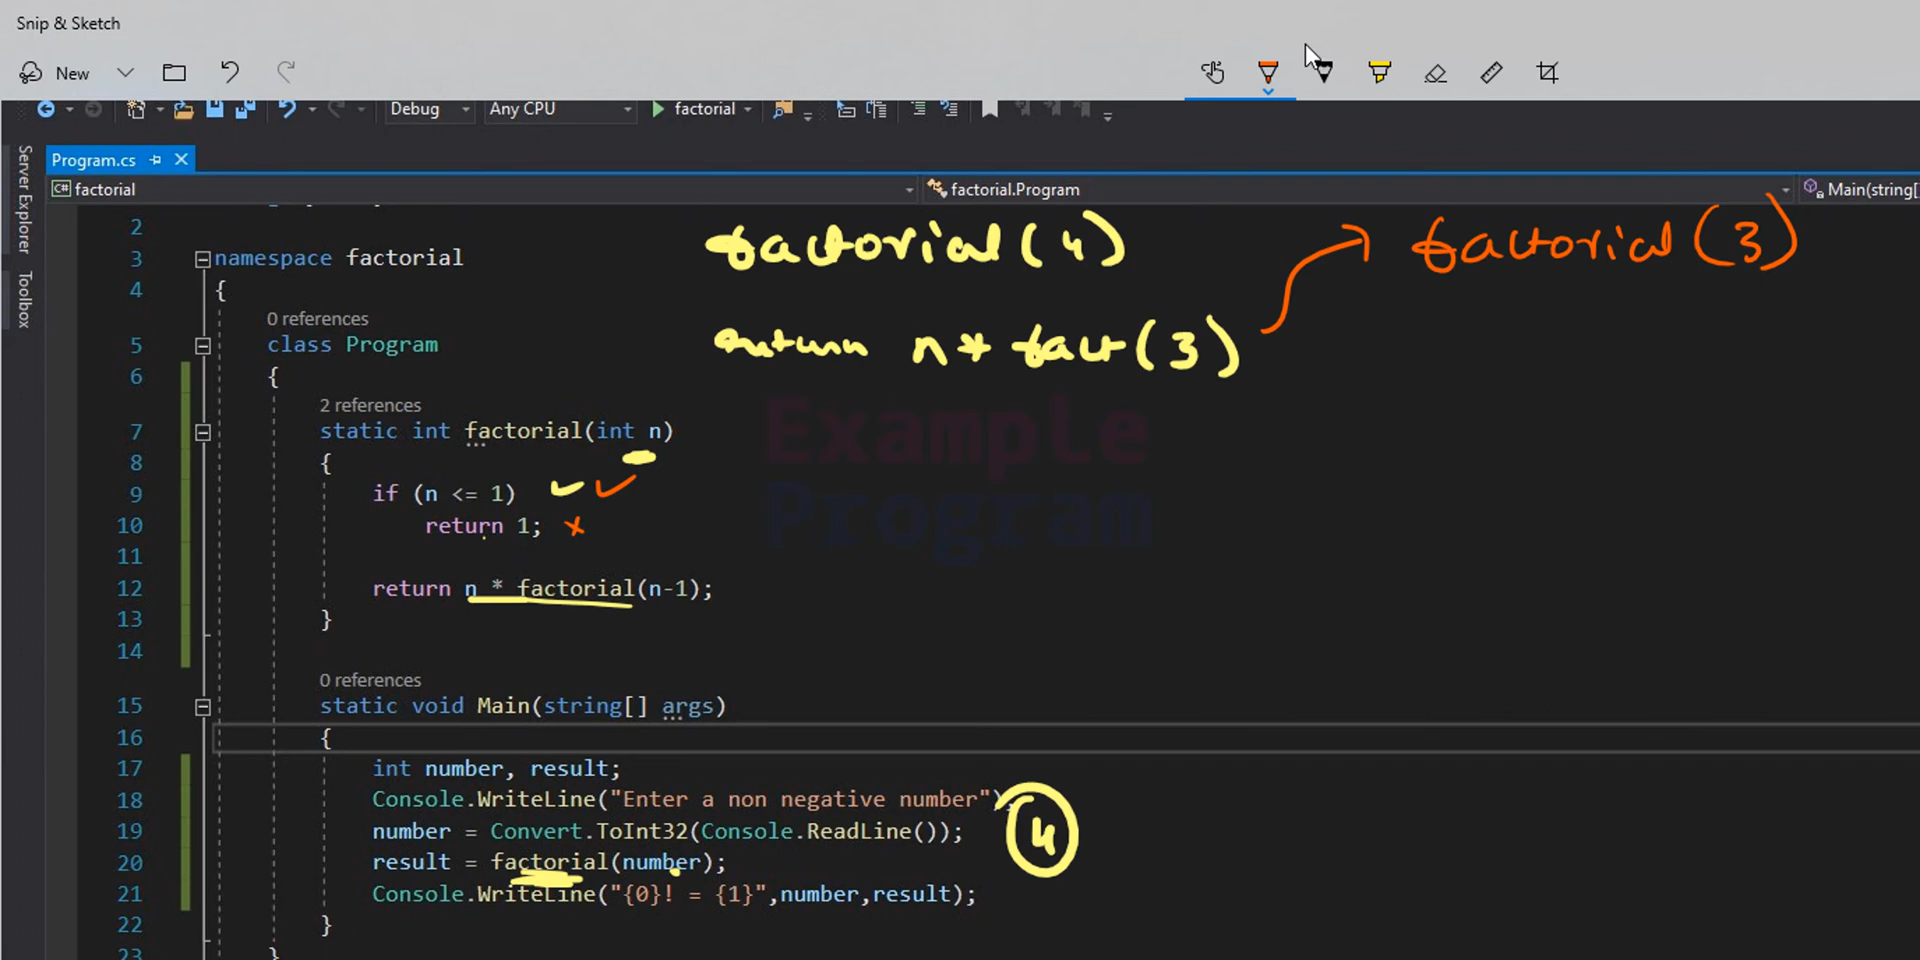 Snip & Sketch
New
Debug Any CPU factorial
Program.cs
factorial factorial.Program Main(string[
Server Explorer
Toolbox
2
factorial(4) factorial(3)
3 namespace factorial
4 {
0 references
5 class Program
return n * fact(3)
6 {
2 references
7 static int factorial(int n)
8 {
9 if (n <= 1)
10 return 1;
11
12 return n * factorial(n-1);
13 }
14
Example
Program
0 references
15 static void Main(string[] args)
16 {
17 int number, result;
18 Console.WriteLine("Enter a non negative number");
19 number = Convert.ToInt32(Console.ReadLine());
4
20 result = factorial(number);
21 Console.WriteLine("{0}! = {1}",number,result);
22 }
23 }